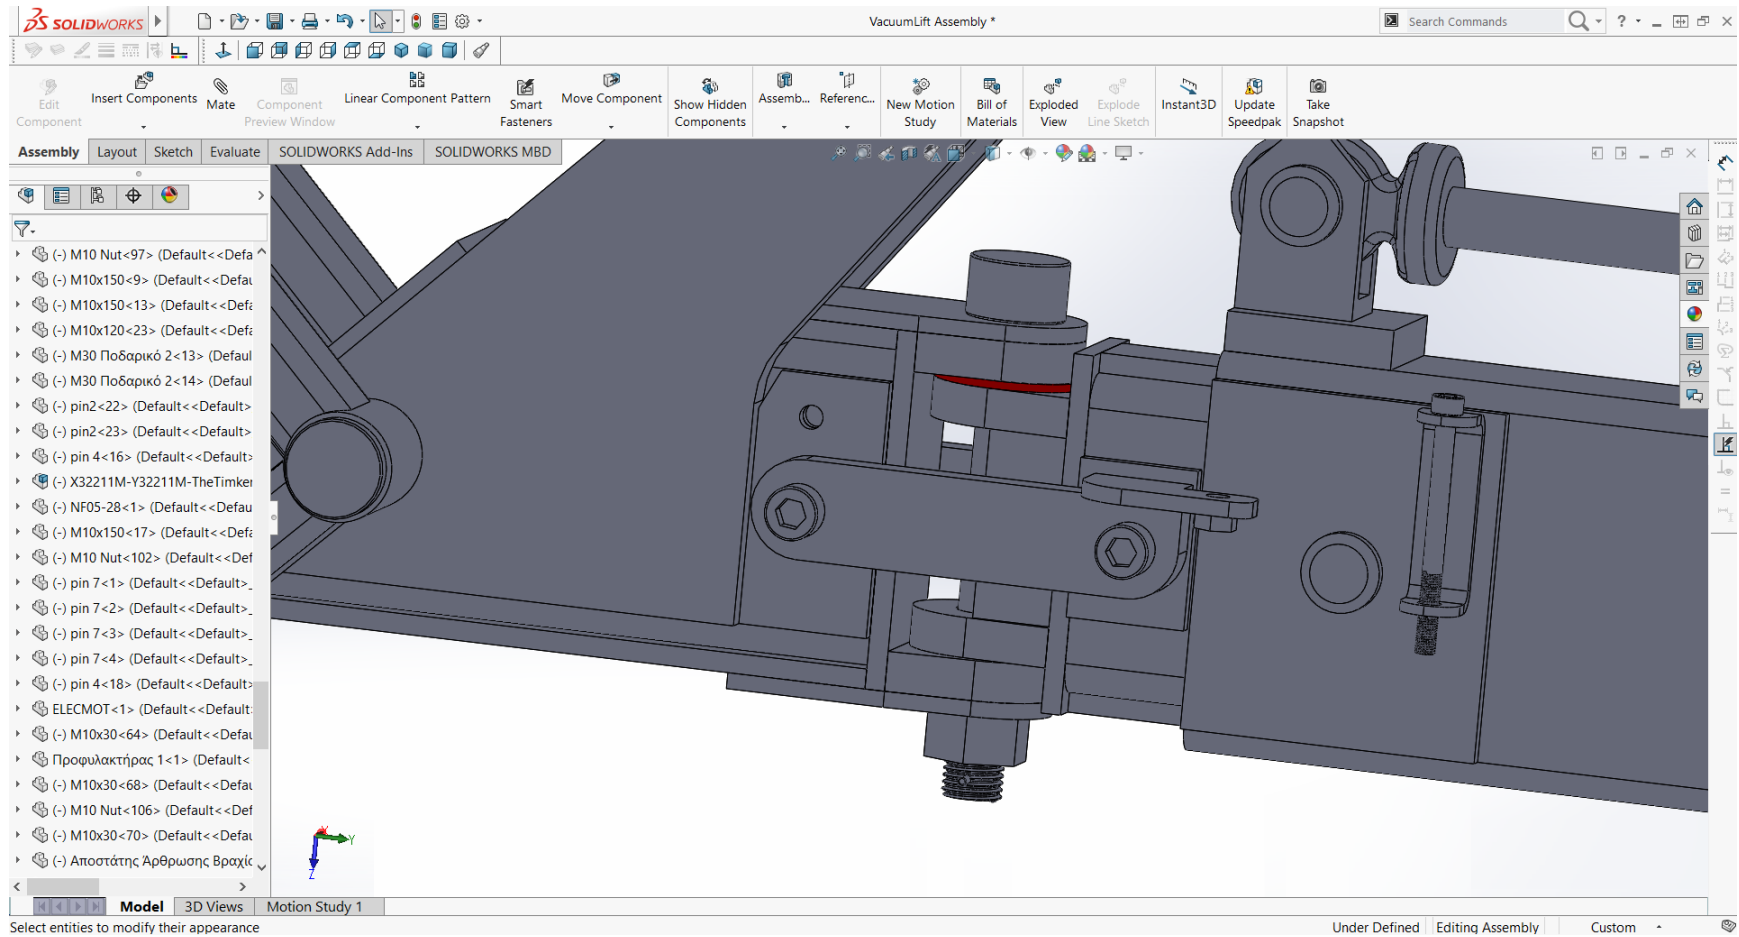 SOLIDWORKS
VacuumLift Assembly *
Search Commands
?
Edit Component
Insert Components
Mate
Component Preview Window
Linear Component Pattern
Smart Fasteners
Move Component
Show Hidden Components
Assemb...
Referenc...
New Motion Study
Bill of Materials
Exploded View
Explode Line Sketch
Instant3D
Update Speedpak
Take Snapshot
Assembly
Layout
Sketch
Evaluate
SOLIDWORKS Add-Ins
SOLIDWORKS MBD
(-) M10 Nut<97> (Default<<Defa
(-) M10x150<9> (Default<<Defau
(-) M10x150<13> (Default<<Defa
(-) M10x120<23> (Default<<Defa
(-) M30 Ποδαρικό 2<13> (Defaul
(-) M30 Ποδαρικό 2<14> (Defaul
(-) pin2<22> (Default<<Default>
(-) pin2<23> (Default<<Default>
(-) pin 4<16> (Default<<Default>
(-) X32211M-Y32211M-TheTimker
(-) NF05-28<1> (Default<<Defau
(-) M10x150<17> (Default<<Defa
(-) M10 Nut<102> (Default<<Def
(-) pin 7<1> (Default<<Default>_
(-) pin 7<2> (Default<<Default>_
(-) pin 7<3> (Default<<Default>_
(-) pin 7<4> (Default<<Default>_
(-) pin 4<18> (Default<<Default>
ELECMOT<1> (Default<<Default:
(-) M10x30<64> (Default<<Defau
Προφυλακτήρας 1<1> (Default<
(-) M10x30<68> (Default<<Defau
(-) M10 Nut<106> (Default<<Def
(-) M10x30<70> (Default<<Defau
(-) Αποστάτης Άρθρωσης Βραχίο
Y
Z
Model
3D Views
Motion Study 1
Select entities to modify their appearance
Under Defined
Editing Assembly
Custom